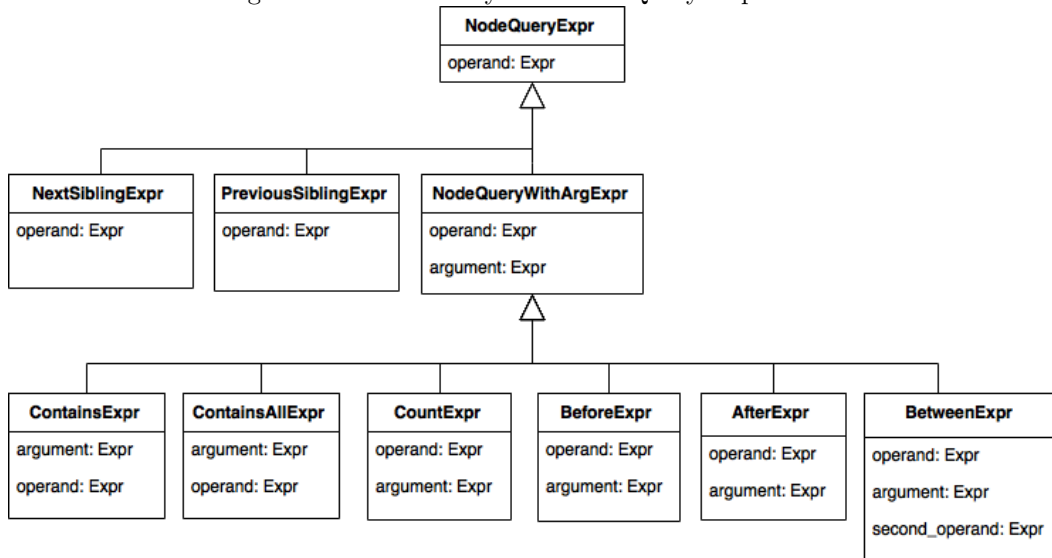 NodeQueryExpr
operand: Expr
NextSiblingExpr
operand: Expr
PreviousSiblingExpr
operand: Expr
NodeQueryWithArgExpr
operand: Expr
argument: Expr
ContainsExpr
argument: Expr
operand: Expr
ContainsAllExpr
argument: Expr
operand: Expr
CountExpr
operand: Expr
argument: Expr
BeforeExpr
operand: Expr
argument: Expr
AfterExpr
operand: Expr
argument: Expr
BetweenExpr
operand: Expr
argument: Expr
second_operand: Expr